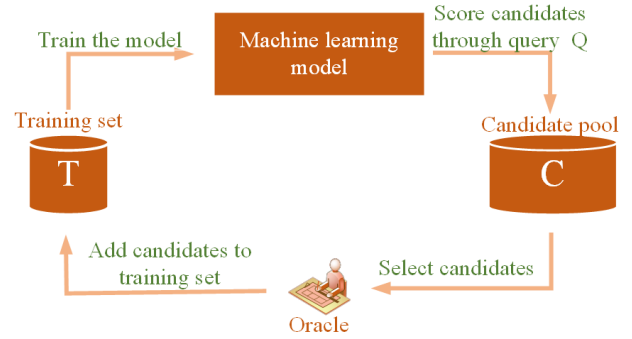 Train the model
Machine learning
model
Score candidates
through query Q
Training set
T
Candidate pool
C
Add candidates to
training set
Select candidates
Oracle